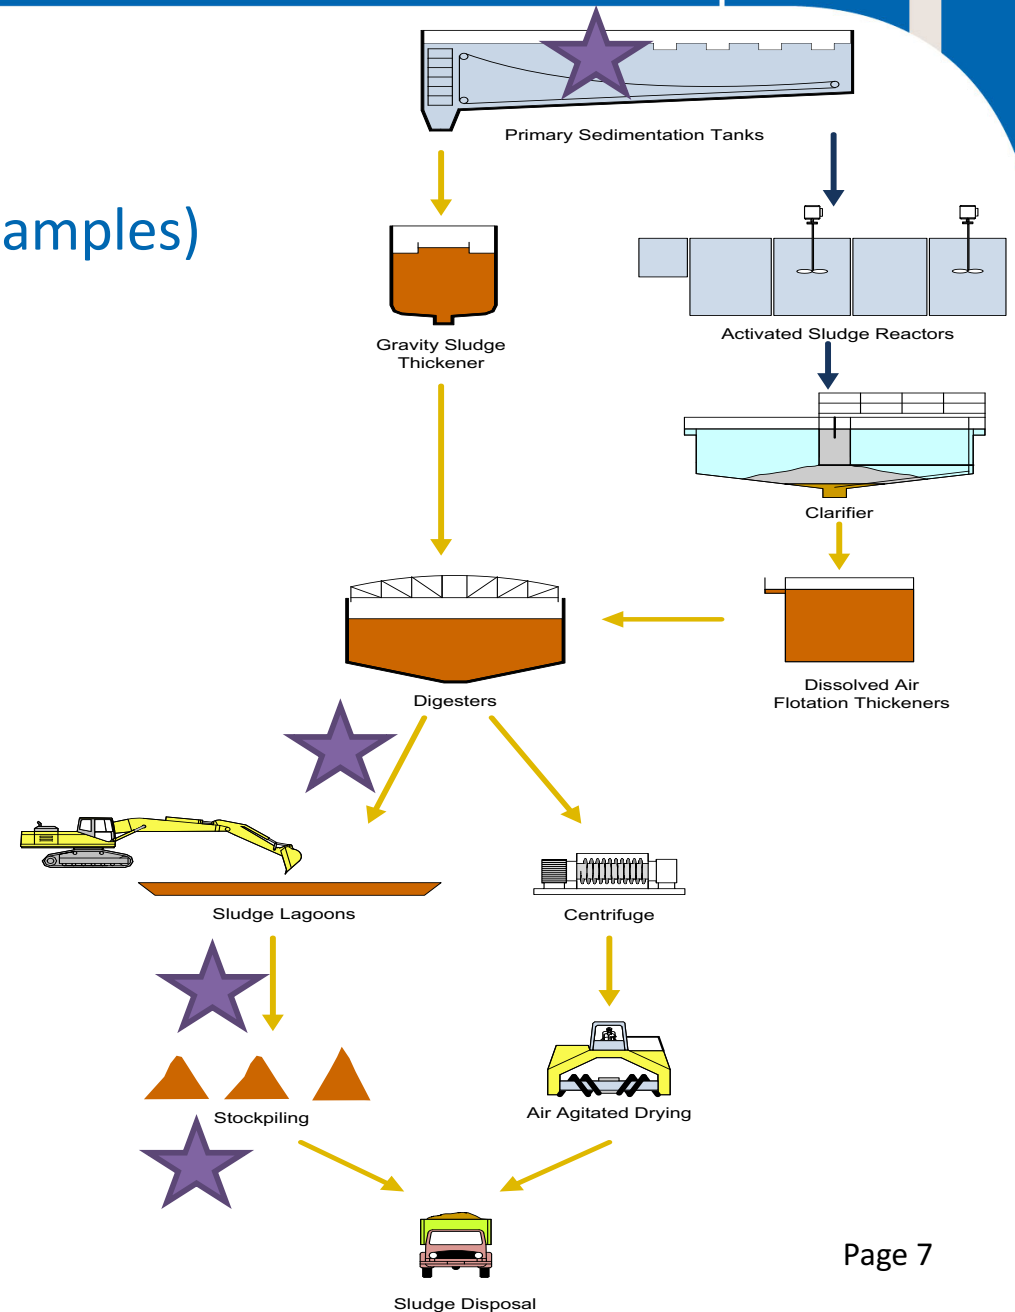 Primary Sedimentation Tanks
amples)
Gravity Sludge
Thickener
Activated Sludge Reactors
Clarifier
Digesters
Dissolved Air
Flotation Thickeners
Sludge Lagoons
Centrifuge
Stockpiling
Air Agitated Drying
Page 7
Sludge Disposal